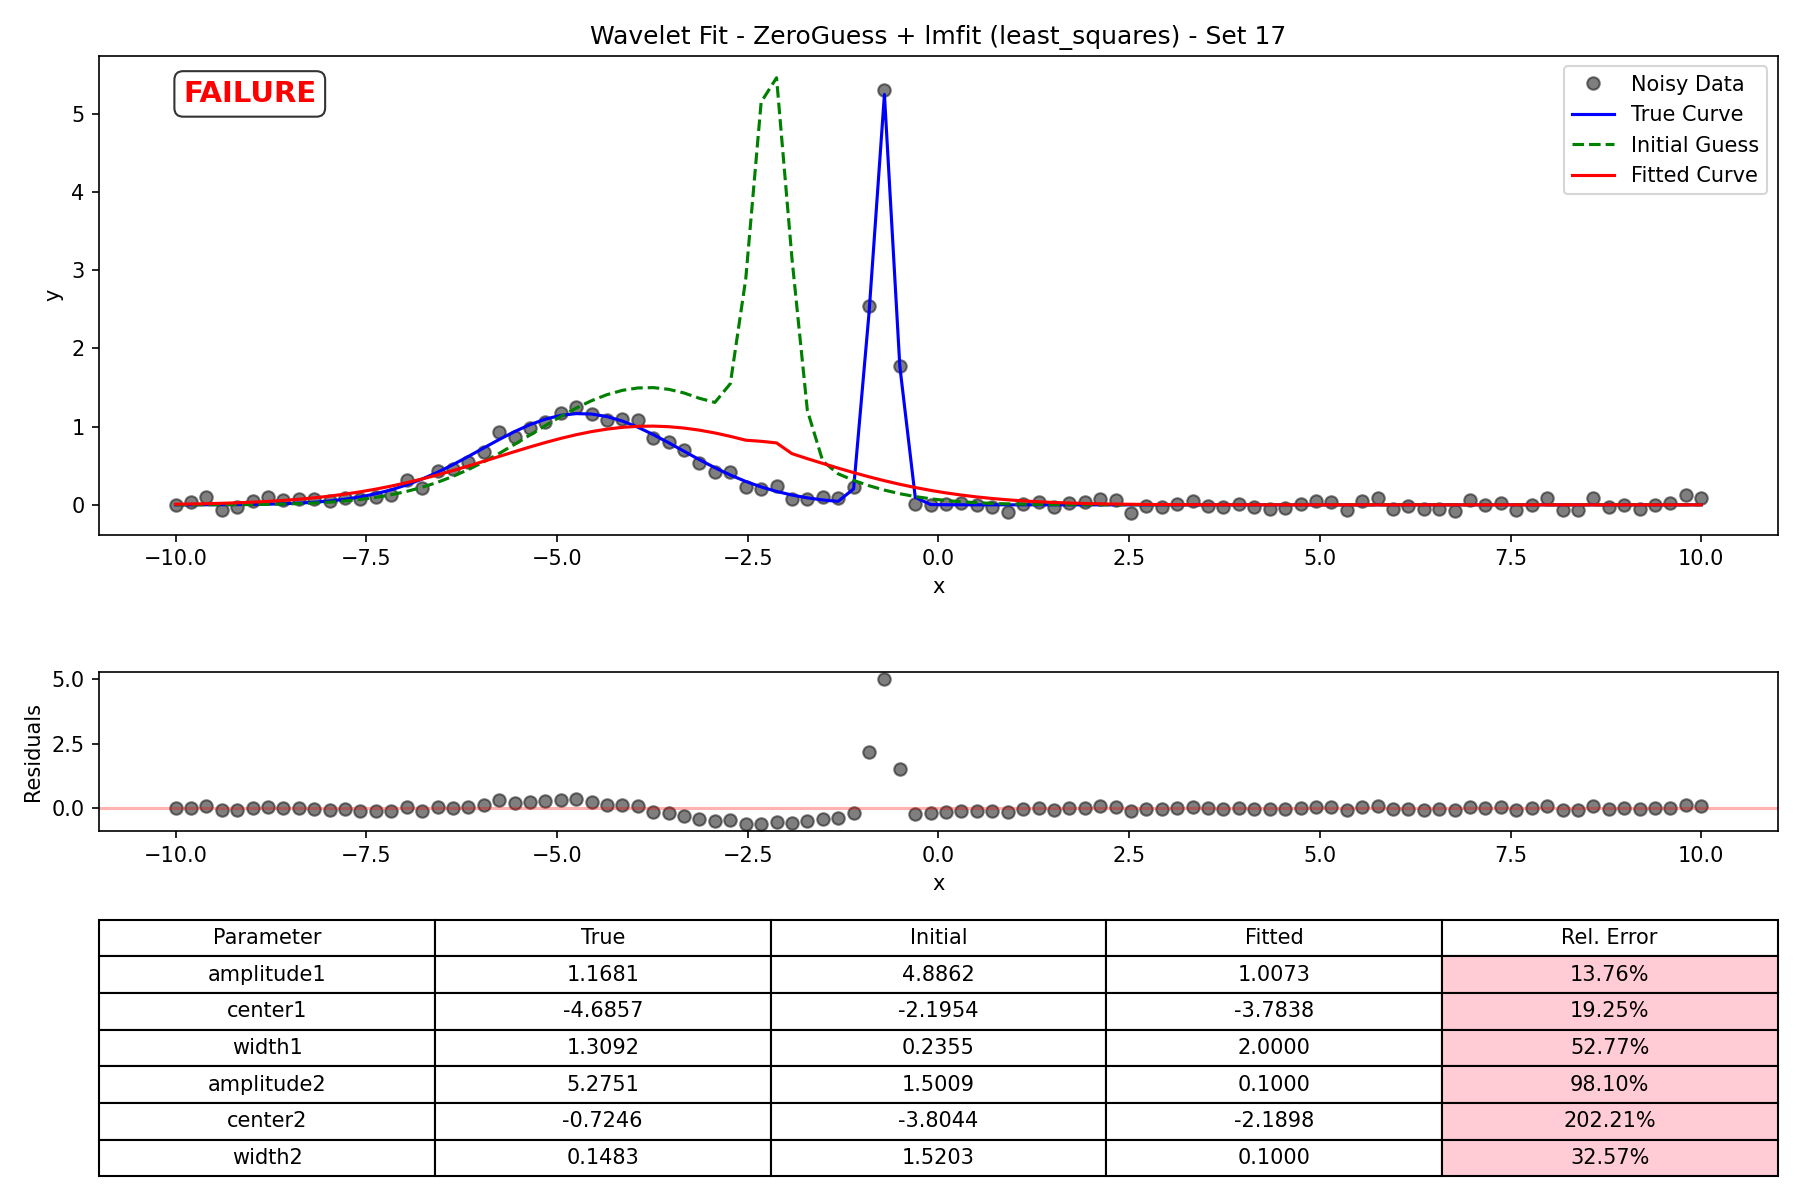 Wavelet Fit - ZeroGuess + lmfit (least_squares) - Set 17
FAILURE
Noisy Data
True Curve
Initial Guess
Fitted Curve
y
5
4
3
2
1
0
−10.0 −7.5 −5.0 −2.5 0.0 2.5 5.0 7.5 10.0
x
Residuals
5.0
2.5
0.0
−10.0 −7.5 −5.0 −2.5 0.0 2.5 5.0 7.5 10.0
x
Parameter True Initial Fitted Rel. Error
amplitude1 1.1681 4.8862 1.0073 13.76%
center1 -4.6857 -2.1954 -3.7838 19.25%
width1 1.3092 0.2355 2.0000 52.77%
amplitude2 5.2751 1.5009 0.1000 98.10%
center2 -0.7246 -3.8044 -2.1898 202.21%
width2 0.1483 1.5203 0.1000 32.57%